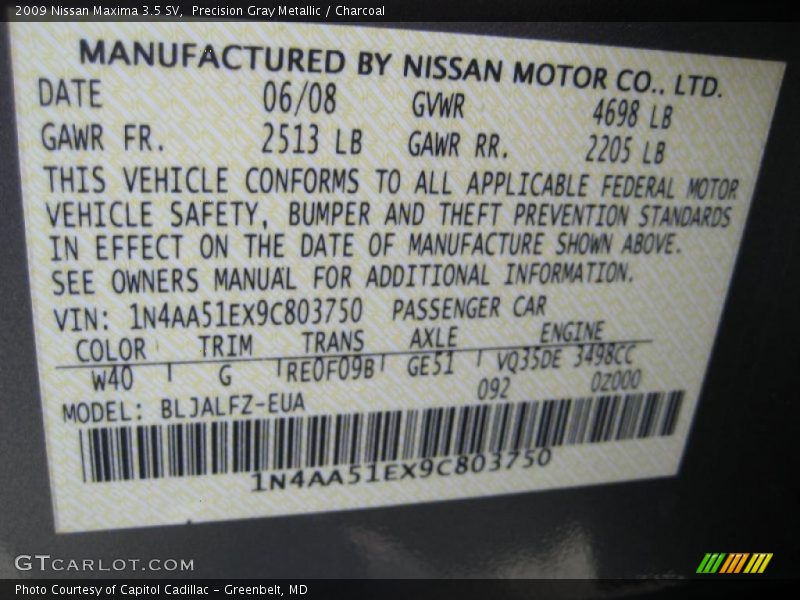 2009 Nissan Maxima 3.5 SV, Precision Gray Metallic / Charcoal
MANUFACTURED BY NISSAN MOTOR CO., LTD.
DATE 06/08 GVWR 4698 LB
GAWR FR. 2513 LB GAWR RR. 2205 LB
THIS VEHICLE CONFORMS TO ALL APPLICABLE FEDERAL MOTOR
VEHICLE SAFETY, BUMPER AND THEFT PREVENTION STANDARDS
IN EFFECT ON THE DATE OF MANUFACTURE SHOWN ABOVE.
SEE OWNERS MANUAL FOR ADDITIONAL INFORMATION.
VIN: 1N4AA51EX9C803750 PASSENGER CAR
COLOR TRIM TRANS AXLE ENGINE
W40 G RE0F09B GE51 VQ35DE 3498CC
MODEL: BLJALFZ-EUA 092 0Z000
1N4AA51EX9C803750
GTCARLOT.COM
Photo Courtesy of Capitol Cadillac - Greenbelt, MD